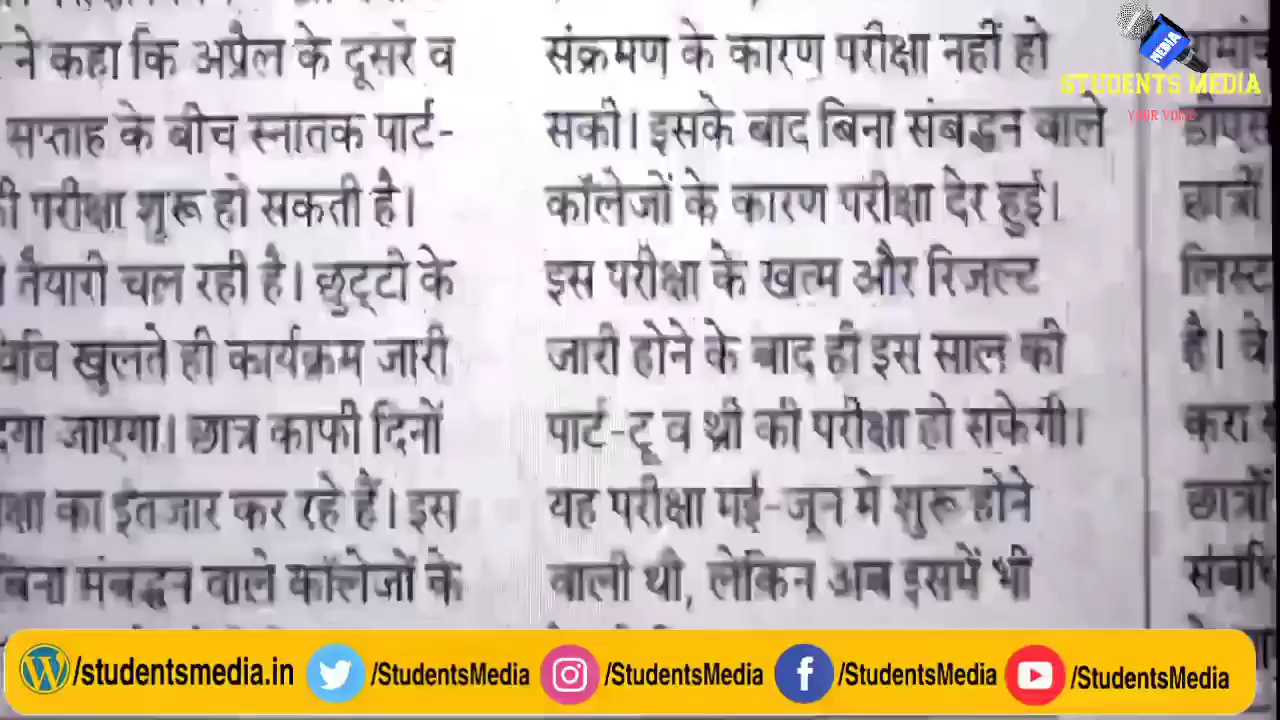 ने कहा कि अप्रैल के दूसरे व
सप्ताह के बीच स्नातक पार्ट-
परीक्षा शुरू हो सकती है।
तैयारी चल रही है। छुट्टी के
खुलते ही कार्यक्रम जारी
जाएगा। छात्र काफी दिनों
का इंतजार कर रहे हैं। इस
बिना संबद्धन वाले कॉलेजों के
संक्रमण के कारण परीक्षा नहीं हो
सकी। इसके बाद बिना संबद्धन वाले
कॉलेजों के कारण परीक्षा देर हुई।
इस परीक्षा के खत्म और रिजल्ट
जारी होने के बाद ही इस साल की
पार्ट-टू व थ्री की परीक्षा हो सकेगी।
यह परीक्षा मई-जून में शुरू होने
वाली थी, लेकिन अब इसमें भी
छात्रों
लिस्ट
है। वे
करा
छात्रों
MEDIA
STUDENTS MEDIA
YOUR VOICE
/studentsmedia.in /StudentsMedia /StudentsMedia /StudentsMedia /StudentsMedia